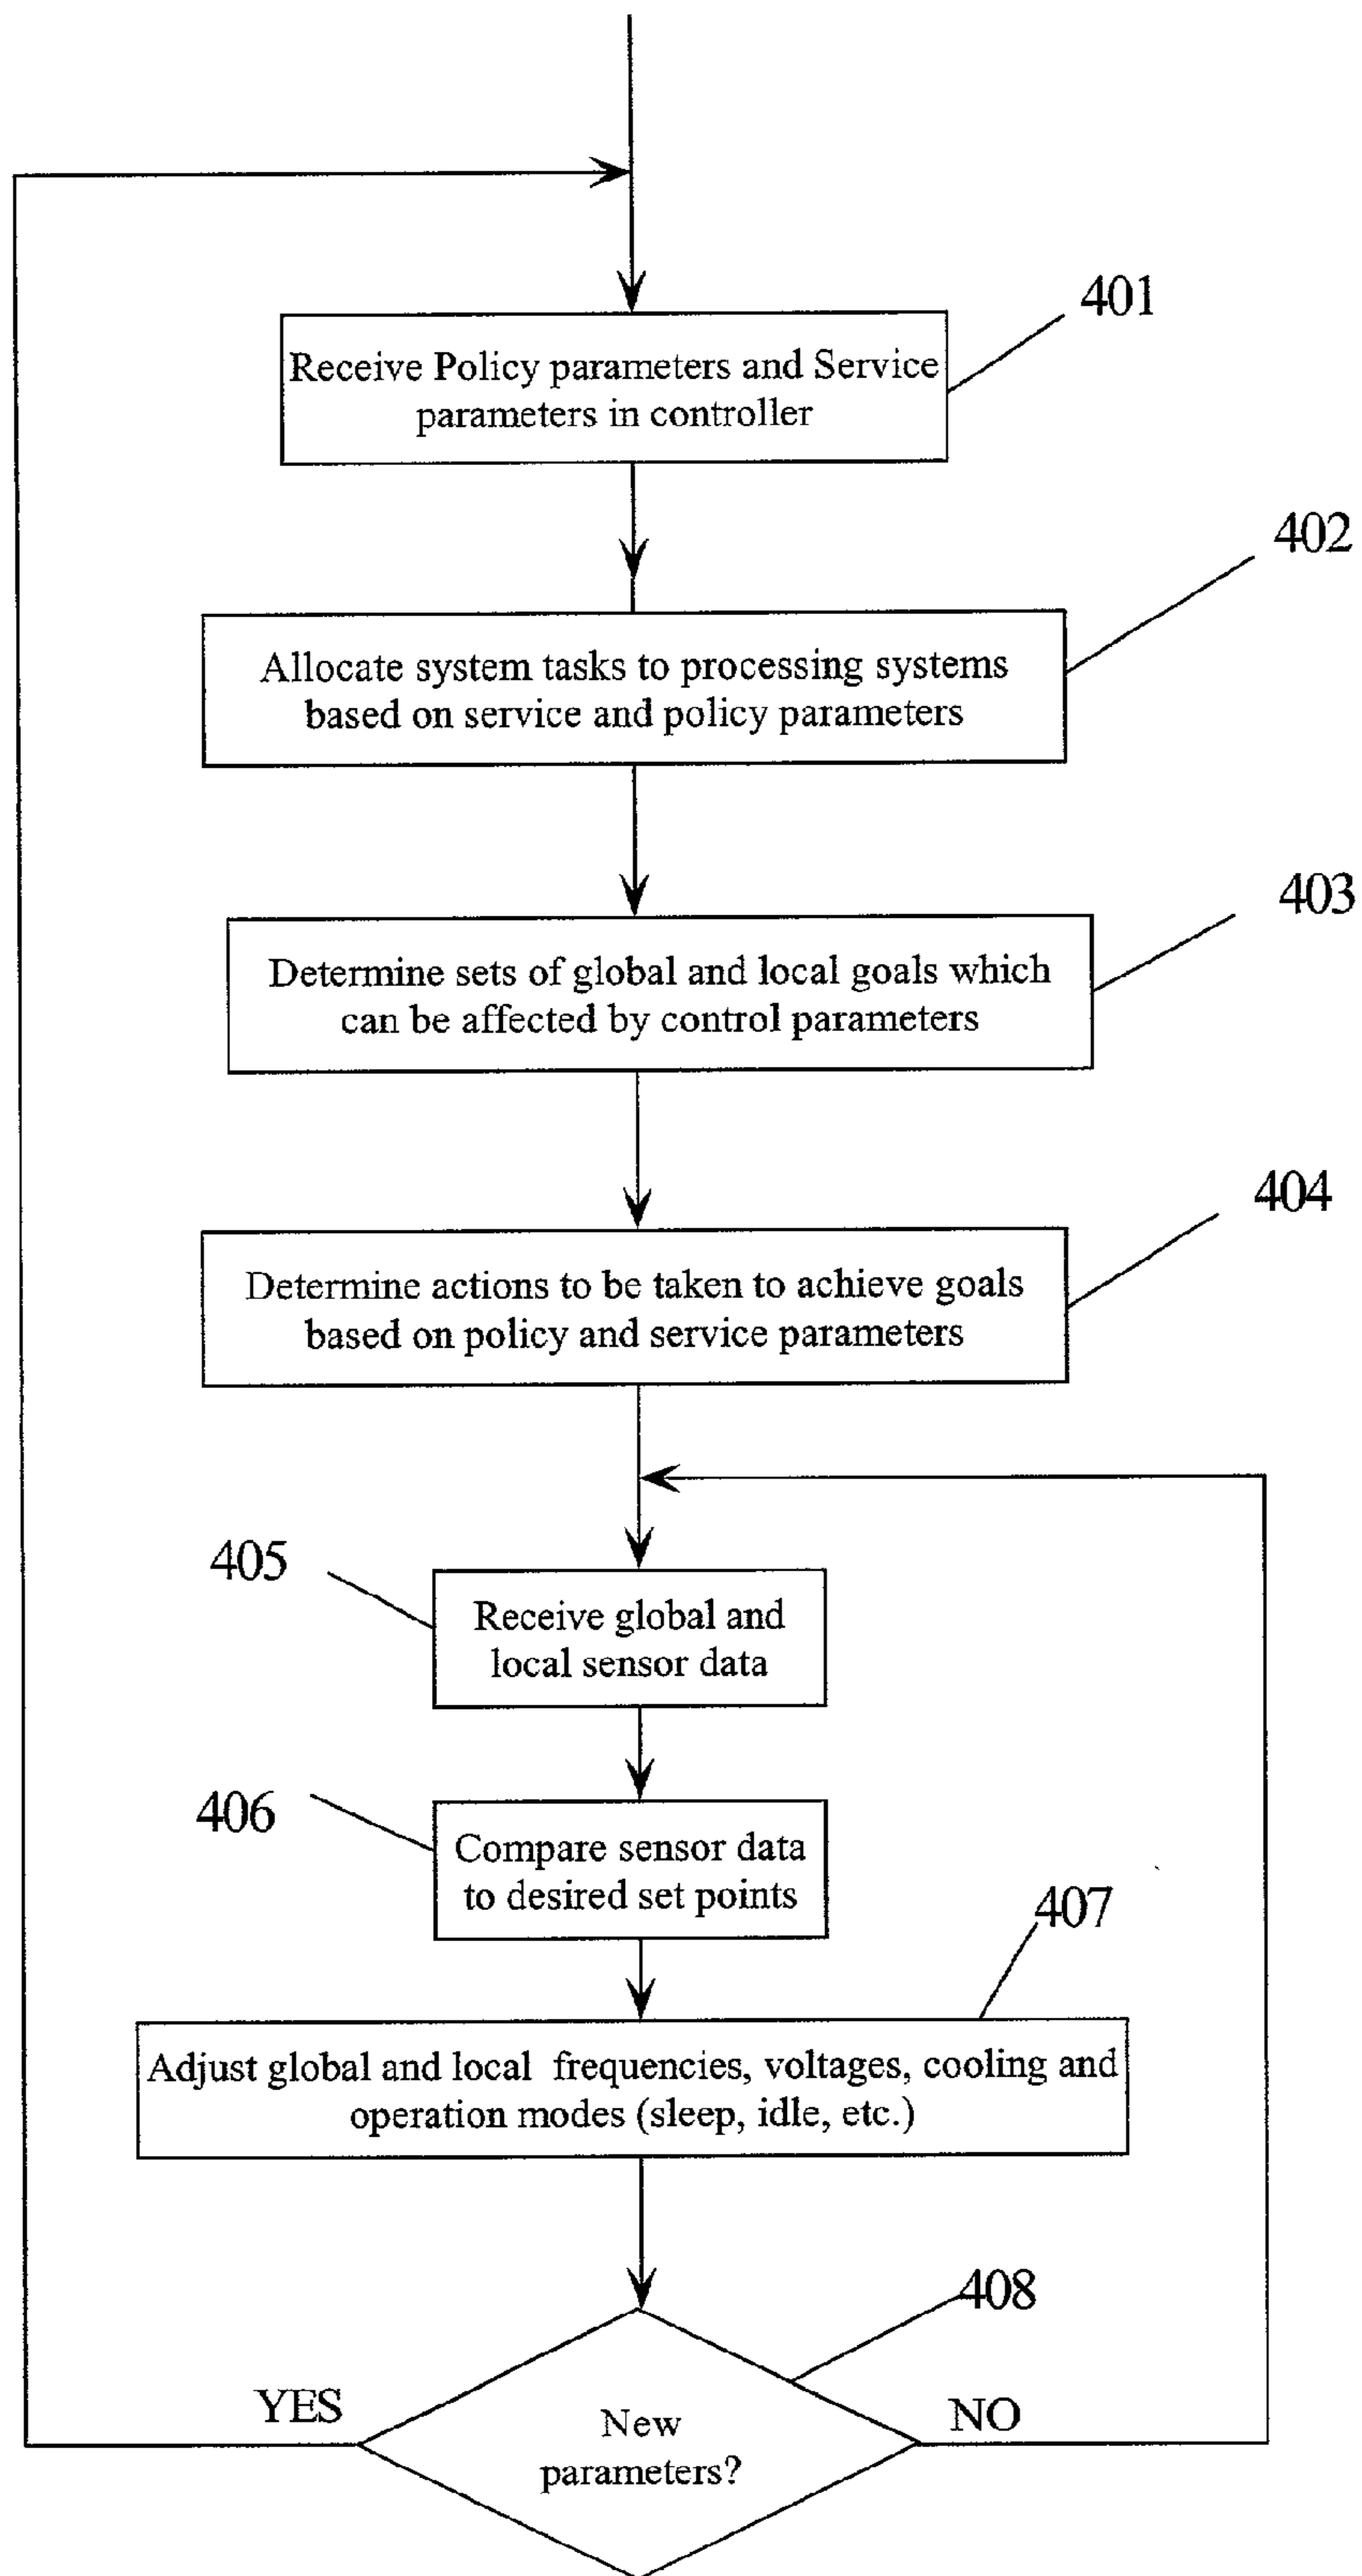 401
Receive Policy parameters and Service
parameters in controller
402
Allocate system tasks to processing systems
based on service and policy parameters
403
Determine sets of global and local goals which
can be affected by control parameters
404
Determine actions to be taken to achieve goals
based on policy and service parameters
405
Receive global and
local sensor data
406
Compare sensor data
to desired set points
407
Adjust global and local frequencies, voltages, cooling and
operation modes (sleep, idle, etc.)
408
YES
New
parameters?
NO